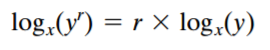 logₓ(yʳ) = r × logₓ(y)